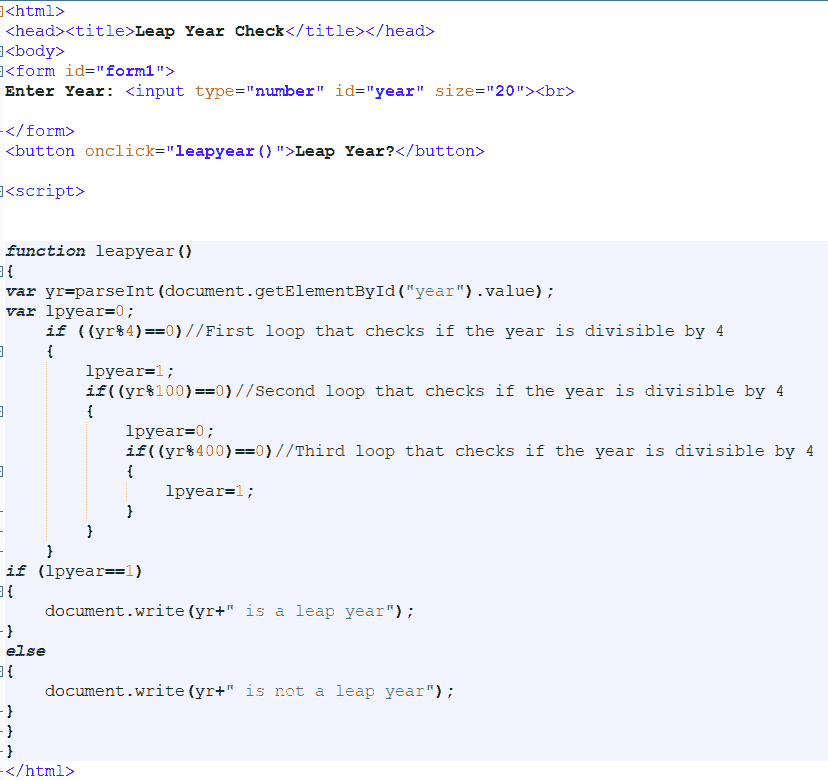 <html>
<head><title>Leap Year Check</title></head>
<body>
<form id="form1">
Enter Year: <input type="number" id="year" size="20"><br>
</form>
<button onclick="leapyear()">Leap Year?</button>
<script>
function leapyear()
{
var yr=parseInt(document.getElementById("year").value);
var lpyear=0;
    if ((yr%4)==0)//First loop that checks if the year is divisible by 4
    {
        lpyear=1;
        if((yr%100)==0)//Second loop that checks if the year is divisible by 4
        {
            lpyear=0;
            if((yr%400)==0)//Third loop that checks if the year is divisible by 4
            {
                lpyear=1;
            }
        }
    }
if (lpyear==1)
{
    document.write(yr+" is a leap year");
}
else
{
    document.write(yr+" is not a leap year");
}
}
}
</html>